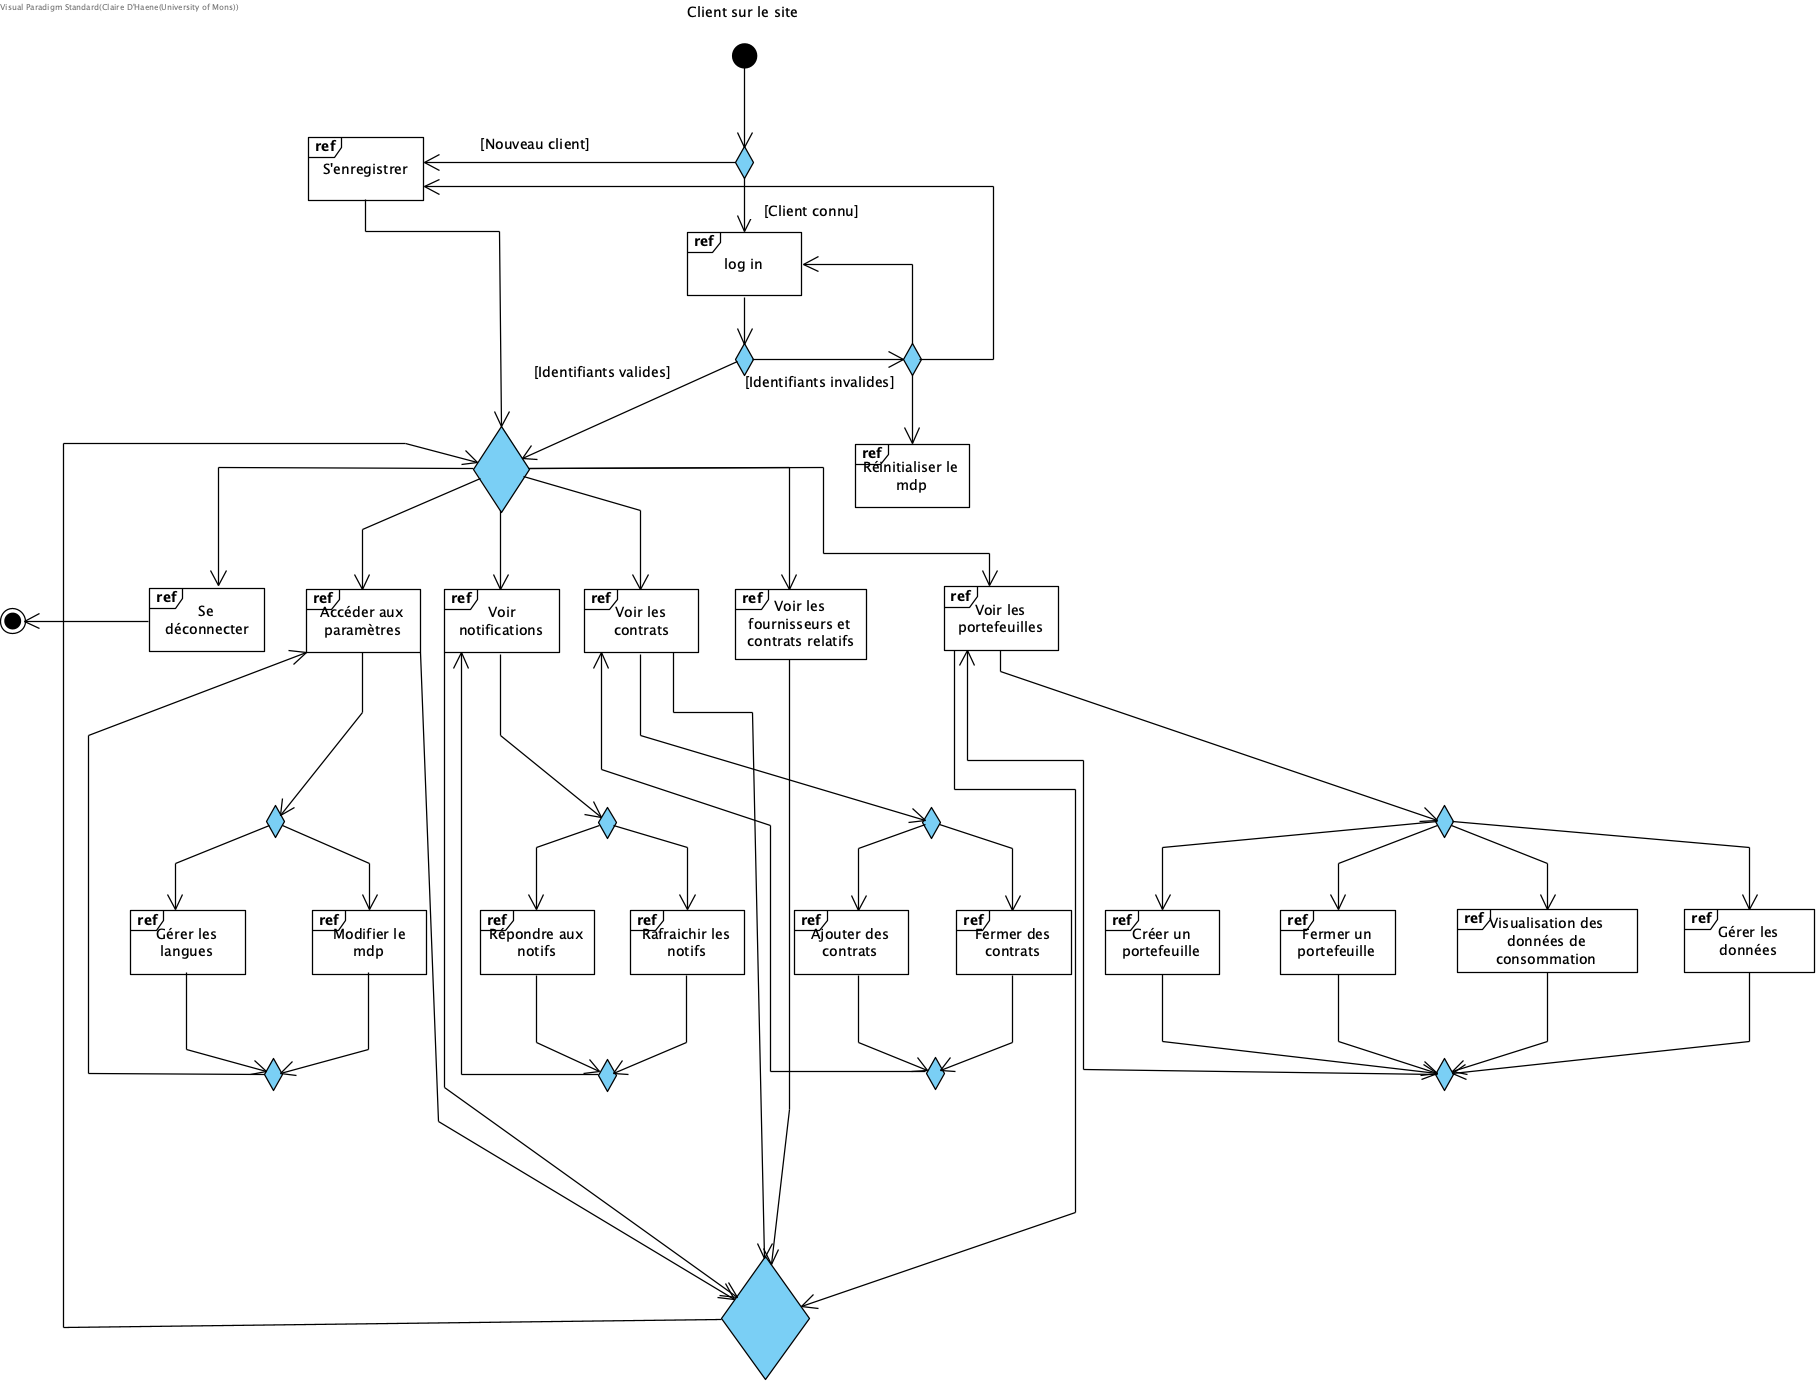 Visual Paradigm Standard(Claire D'Haene(University of Mons))
Client sur le site
ref
S'enregistrer
[Nouveau client]
[Client connu]
ref
log in
[Identifiants valides]
[Identifiants invalides]
ref
Réinitialiser le
mdp
ref
Se
déconnecter
ref
Accéder aux
paramètres
ref
Voir
notifications
ref
Voir les
contrats
ref
Voir les
fournisseurs et
contrats relatifs
ref
Voir les
portefeuilles
ref
Gérer les
langues
ref
Modifier le
mdp
ref
Répondre aux
notifs
ref
Rafraichir les
notifs
ref
Ajouter des
contrats
ref
Fermer des
contrats
ref
Créer un
portefeuille
ref
Fermer un
portefeuille
ref
Visualisation des
données de
consommation
ref
Gérer les
données